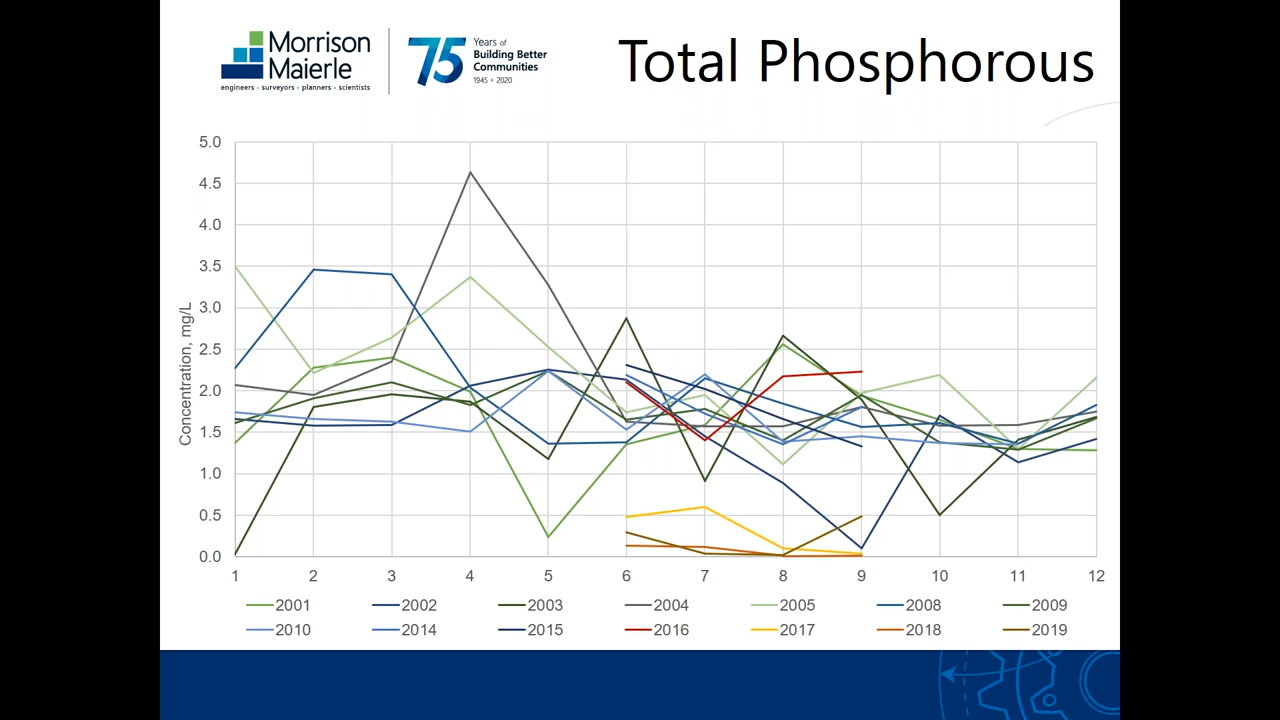 Morrison
Maierle
engineers · surveyors · planners · scientists
75
Years of
Building Better
Communities
1945 • 2020
Total Phosphorous
Concentration, mg/L
5.0
4.5
4.0
3.5
3.0
2.5
2.0
1.5
1.0
0.5
0.0
1 2 3 4 5 6 7 8 9 10 11 12
2001 2002 2003 2004 2005 2008 2009
2010 2014 2015 2016 2017 2018 2019